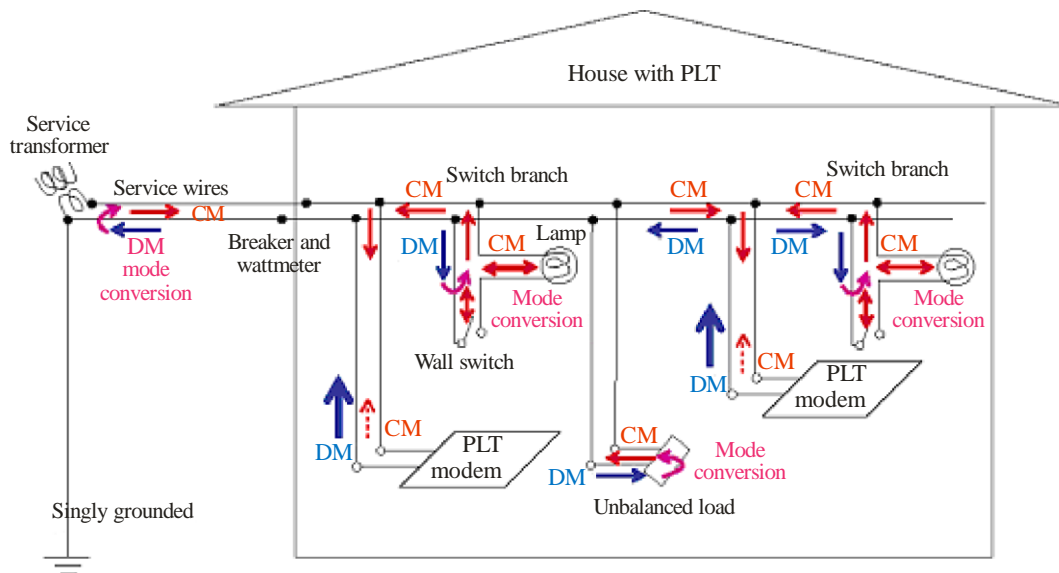 House with PLT
Service
transformer
Service wires
CM
DM
mode
conversion
Breaker and
wattmeter
Singly grounded
Switch branch
CM
DM
CM
Lamp
Mode
conversion
Wall switch
DM
CM
PLT
modem
CM
DM
CM
DM
Switch branch
CM
Mode
conversion
DM
CM
PLT
modem
CM
DM
Mode
conversion
Unbalanced load